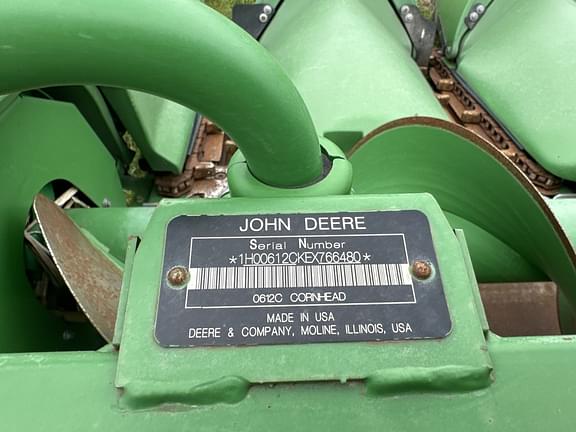 JOHN DEERE
Serial Number
*1H00612CKEX766480*
0612C CORNHEAD
MADE IN USA
DEERE & COMPANY, MOLINE, ILLINOIS, USA